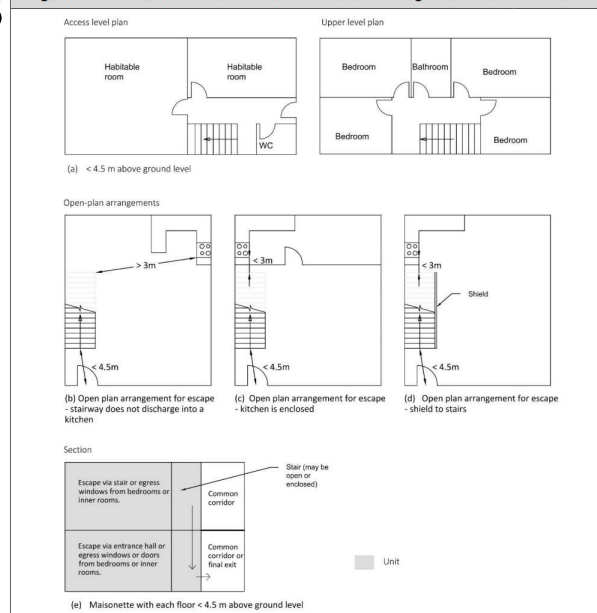 Access level plan
Upper level plan
Habitable
room
Habitable
room
WC
Bedroom
Bathroom
Bedroom
Bedroom
Bedroom
(a) < 4.5 m above ground level
Open-plan arrangements
> 3m
< 4.5m
< 3m
< 4.5m
< 3m
Shield
< 4.5m
(b) Open plan arrangement for escape
- stairway does not discharge into a
kitchen
(c) Open plan arrangement for escape
- kitchen is enclosed
(d) Open plan arrangement for escape
- shield to stairs
Section
Stair (may be
open or
enclosed)
Escape via stair or egress
windows from bedrooms or
inner rooms.
Common
corridor
Escape via entrance hall or
egress windows or doors
from bedrooms or inner
rooms.
Common
corridor or
final exit
Unit
(e) Maisonette with each floor < 4.5 m above ground level